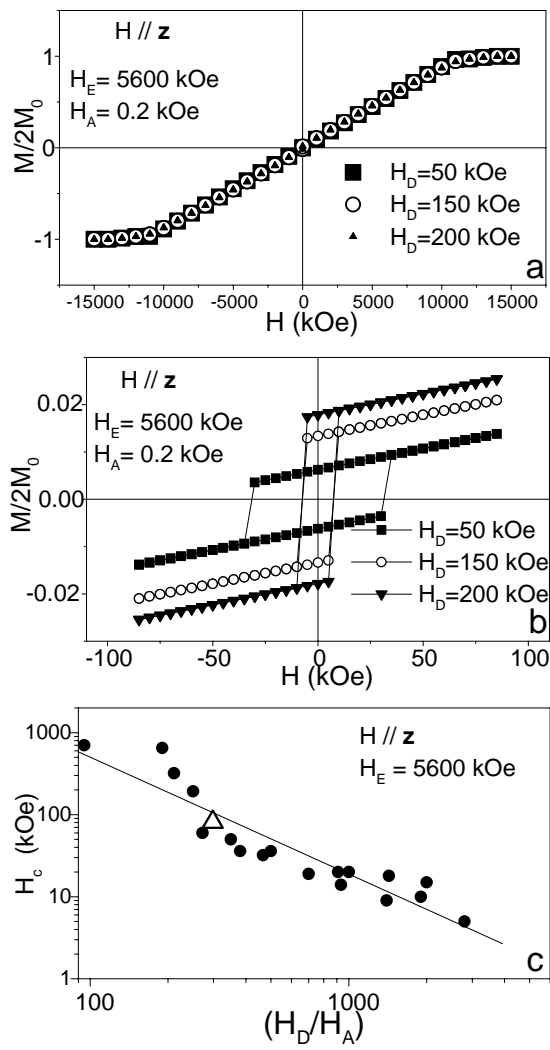 H // z
H_E= 5600 kOe
H_A= 0.2 kOe
M/2M_0
1
0
-1
H_D=50 kOe
H_D=150 kOe
H_D=200 kOe
a
-15000 -10000 -5000 0 5000 10000 15000
H (kOe)
H // z
H_E= 5600 kOe
H_A= 0.2 kOe
M/2M_0
0.02
0.00
-0.02
H_D=50 kOe
H_D=150 kOe
H_D=200 kOe
b
-100 -50 0 50 100
H (kOe)
H // z
H_E = 5600 kOe
H_c (kOe)
1000
100
10
1
c
100 1000
(H_D/H_A)